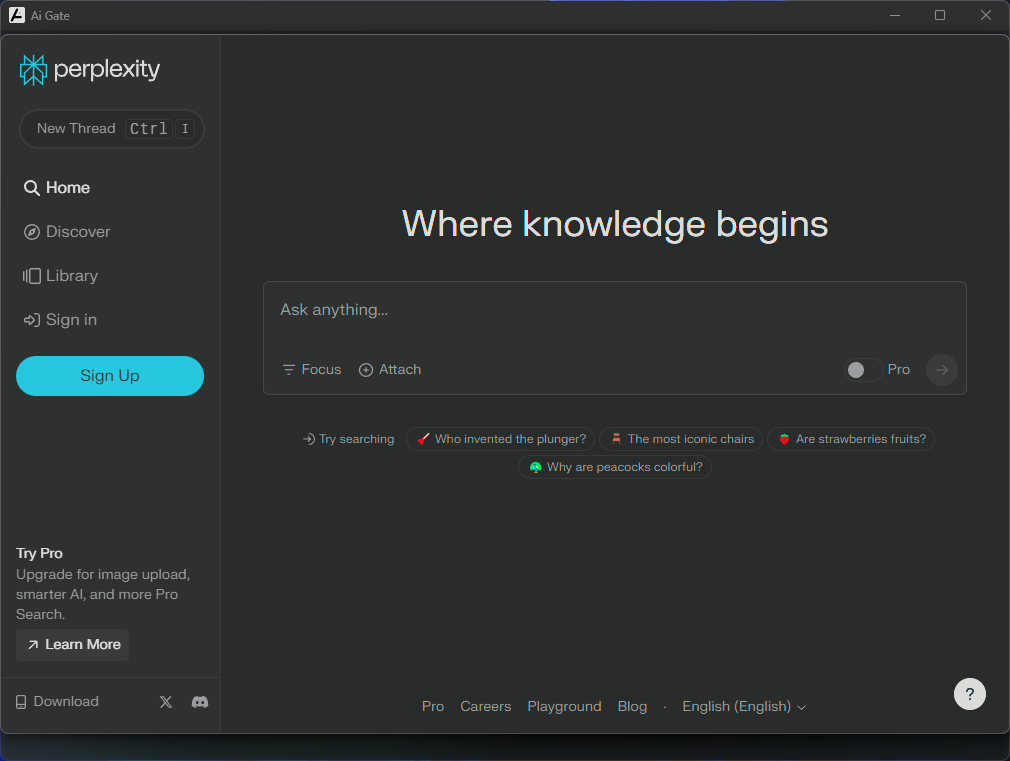 Ai Gate
perplexity
New Thread Ctrl I
Home
Discover
Library
Sign in
Sign Up
Try Pro
Upgrade for image upload,
smarter AI, and more Pro
Search.
Learn More
Download
Where knowledge begins
Ask anything...
Focus Attach Pro
Try searching Who invented the plunger? The most iconic chairs Are strawberries fruits?
Why are peacocks colorful?
Pro Careers Playground Blog · English (English)
?